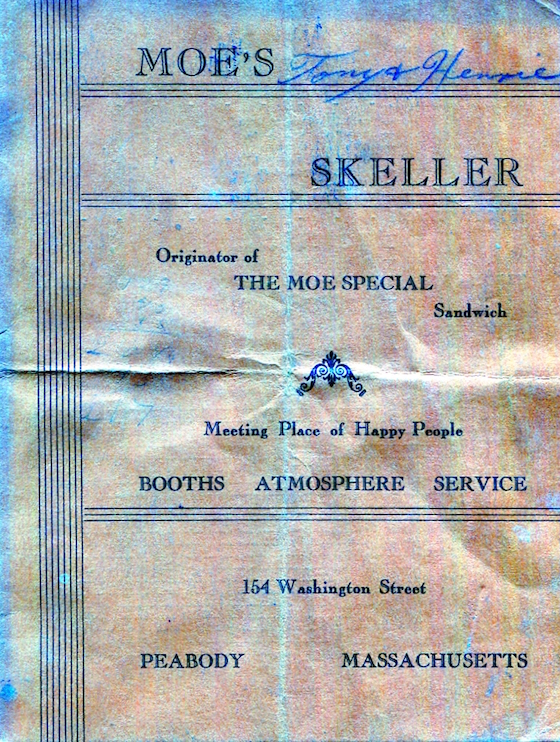 MOE'S Tony & Hennie
SKELLER
Originator of
THE MOE SPECIAL
Sandwich
Meeting Place of Happy People
BOOTHS ATMOSPHERE SERVICE
154 Washington Street
PEABODY MASSACHUSETTS